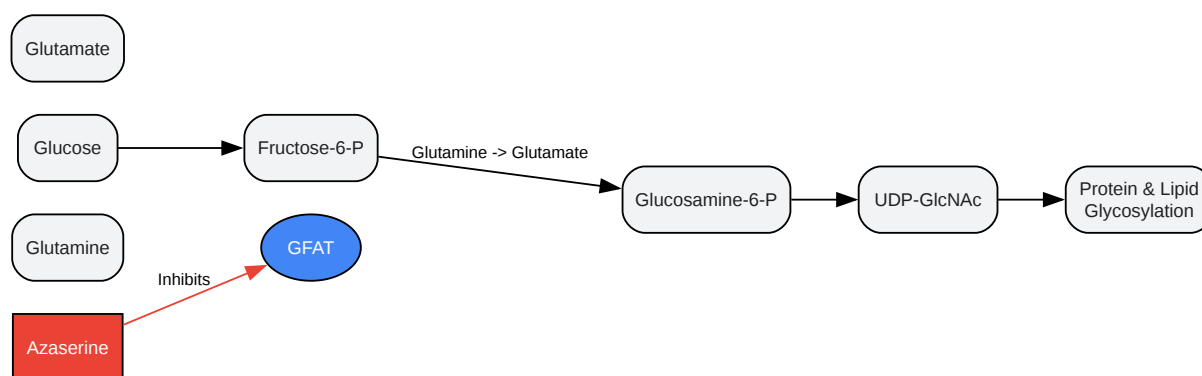 Glutamate
Glucose
Fructose-6-P
Glutamine -> Glutamate
Glucosamine-6-P
UDP-GlcNAc
Protein & Lipid
Glycosylation
Glutamine
GFAT
Inhibits
Azaserine